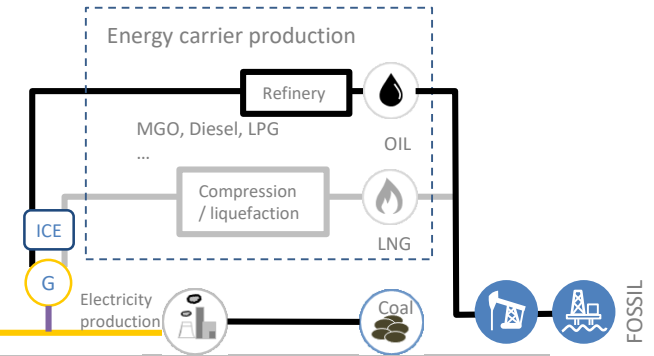 Energy carrier production
Refinery
MGO, Diesel, LPG
...
OIL
Compression
/ liquefaction
LNG
ICE
G
Electricity
production
Coal
FOSSIL